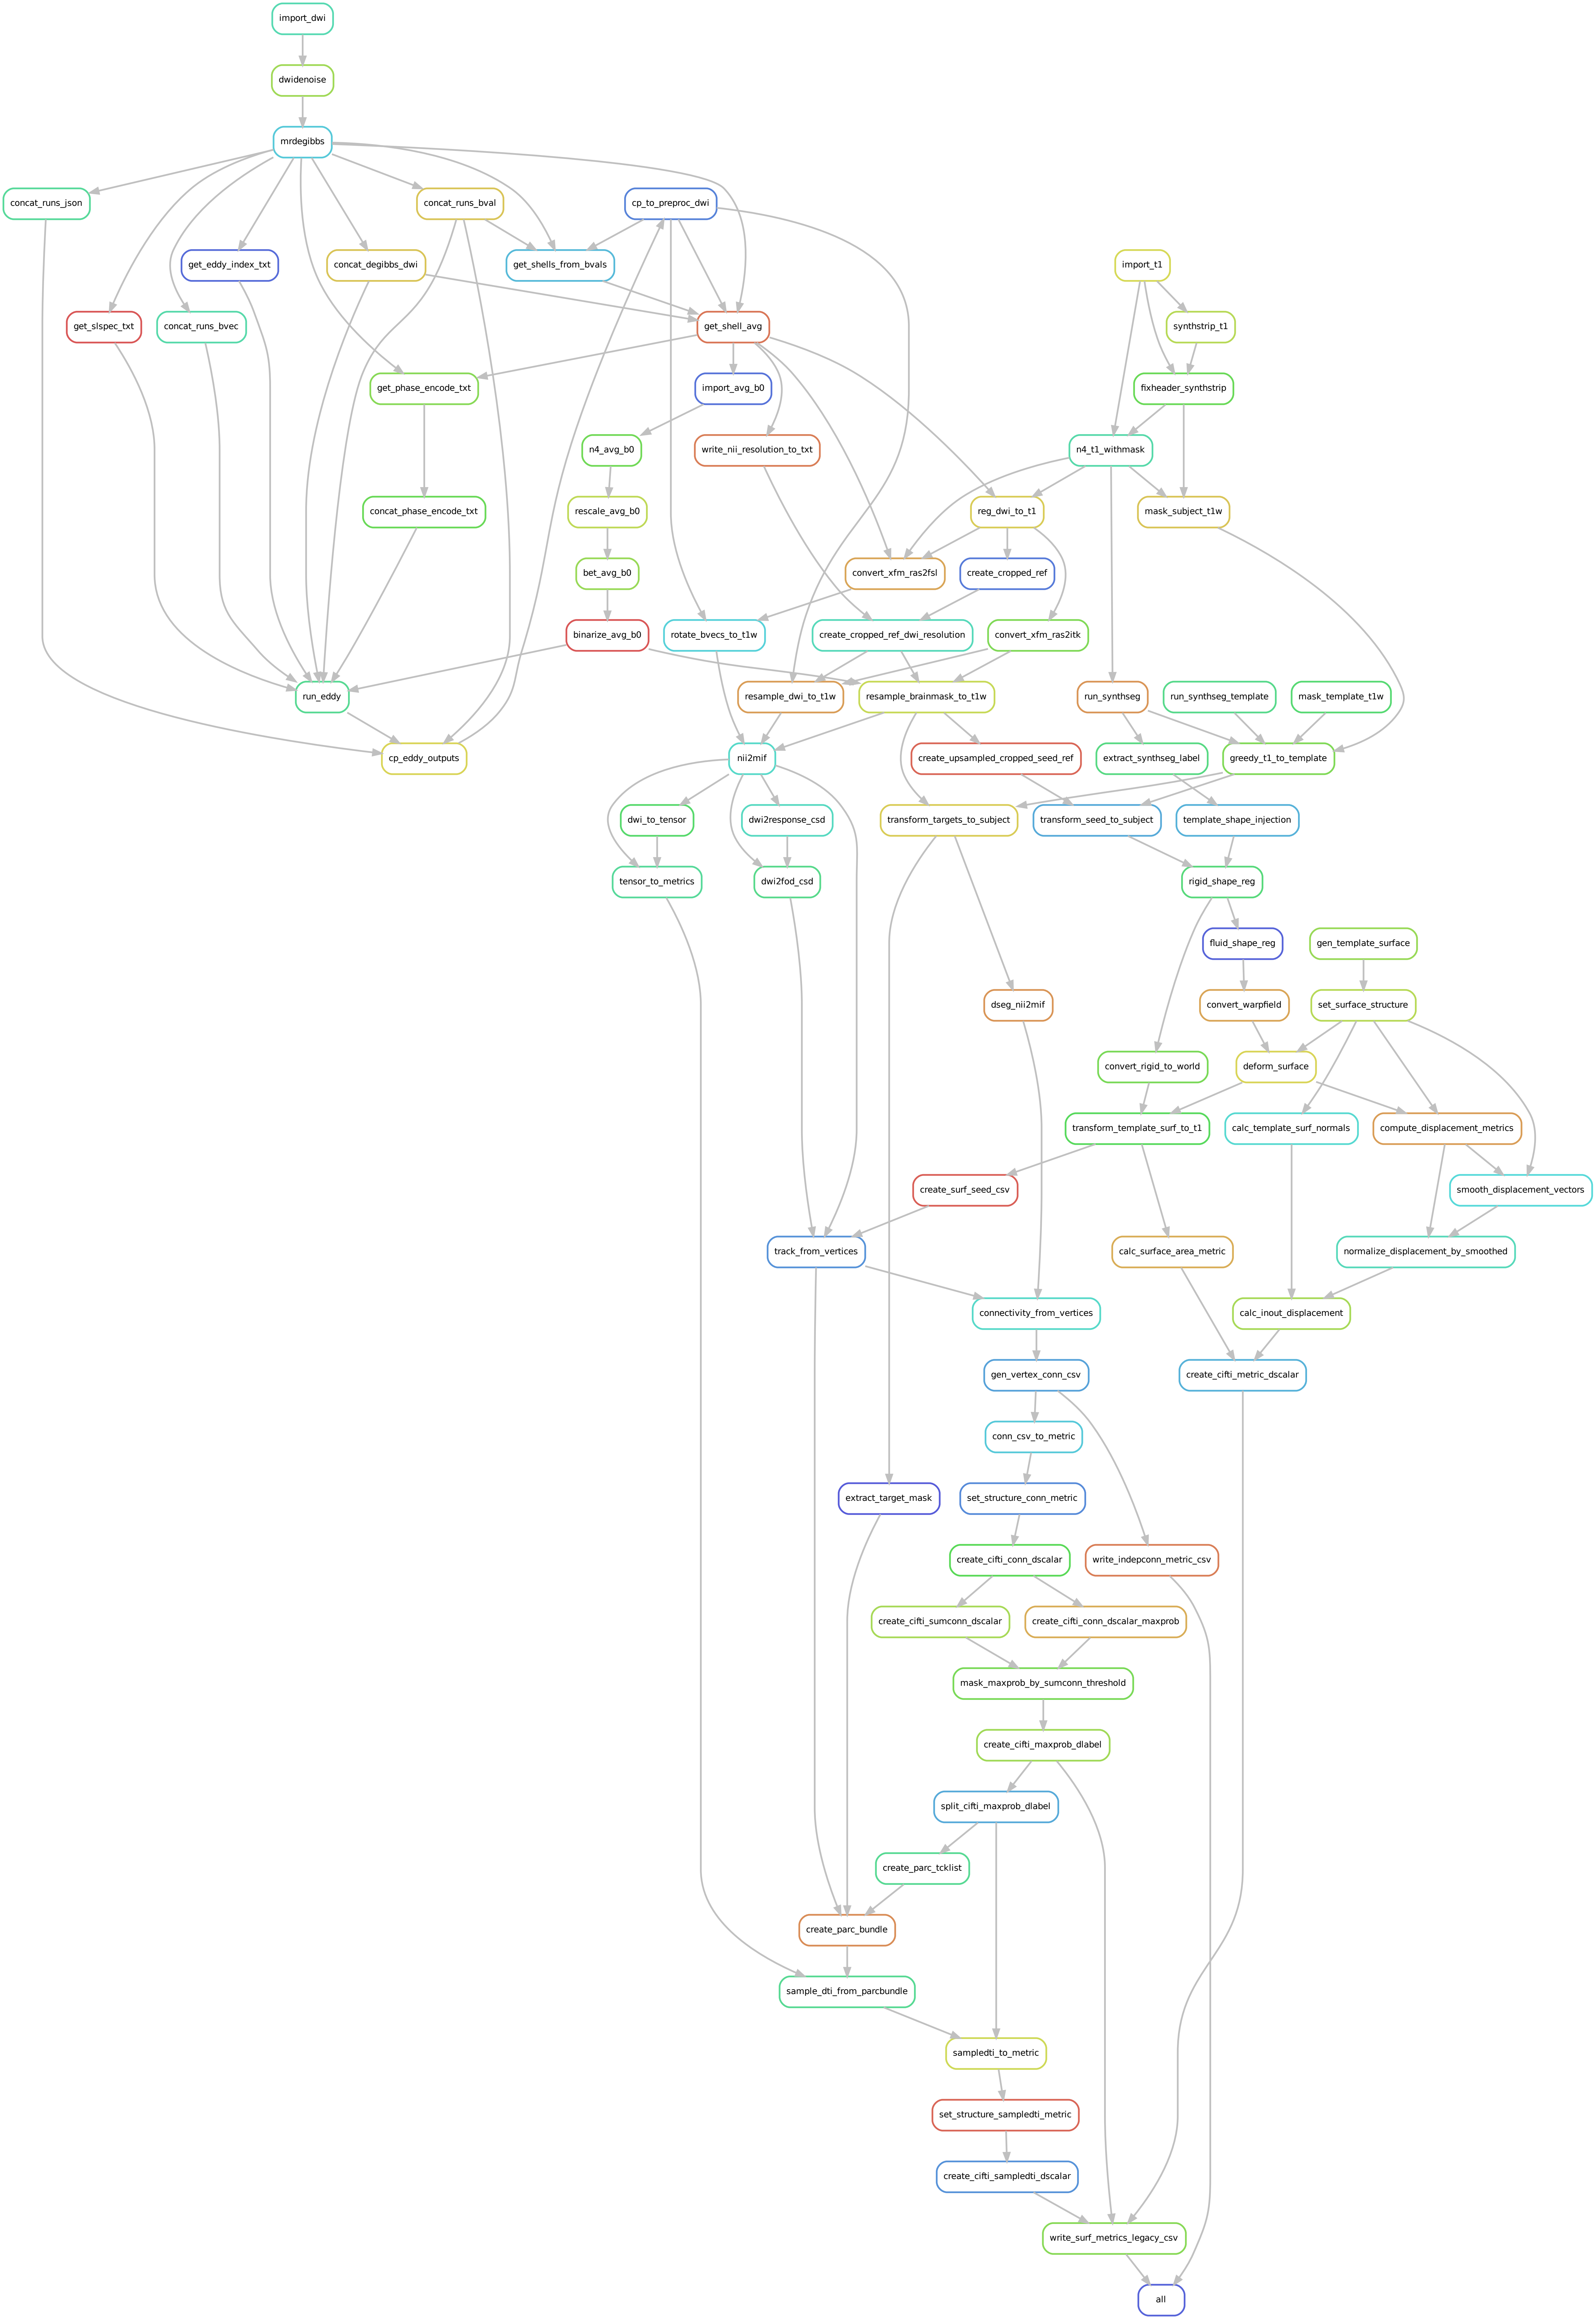 import_dwi
dwidenoise
mrdegibbs
concat_runs_json
concat_runs_bval
cp_to_preproc_dwi
get_eddy_index_txt
concat_degibbs_dwi
get_shells_from_bvals
import_t1
get_slspec_txt
concat_runs_bvec
get_shell_avg
synthstrip_t1
get_phase_encode_txt
import_avg_b0
fixheader_synthstrip
n4_avg_b0
write_nii_resolution_to_txt
n4_t1_withmask
concat_phase_encode_txt
rescale_avg_b0
reg_dwi_to_t1
mask_subject_t1w
bet_avg_b0
convert_xfm_ras2fsl
create_cropped_ref
binarize_avg_b0
rotate_bvecs_to_t1w
create_cropped_ref_dwi_resolution
convert_xfm_ras2itk
run_eddy
resample_dwi_to_t1w
resample_brainmask_to_t1w
run_synthseg
run_synthseg_template
mask_template_t1w
cp_eddy_outputs
nii2mif
create_upsampled_cropped_seed_ref
extract_synthseg_label
greedy_t1_to_template
dwi_to_tensor
dwi2response_csd
transform_targets_to_subject
transform_seed_to_subject
template_shape_injection
tensor_to_metrics
dwi2fod_csd
rigid_shape_reg
fluid_shape_reg
gen_template_surface
dseg_nii2mif
convert_warpfield
set_surface_structure
convert_rigid_to_world
deform_surface
transform_template_surf_to_t1
calc_template_surf_normals
compute_displacement_metrics
create_surf_seed_csv
smooth_displacement_vectors
track_from_vertices
calc_surface_area_metric
normalize_displacement_by_smoothed
connectivity_from_vertices
calc_inout_displacement
gen_vertex_conn_csv
create_cifti_metric_dscalar
conn_csv_to_metric
extract_target_mask
set_structure_conn_metric
create_cifti_conn_dscalar
write_indepconn_metric_csv
create_cifti_sumconn_dscalar
create_cifti_conn_dscalar_maxprob
mask_maxprob_by_sumconn_threshold
create_cifti_maxprob_dlabel
split_cifti_maxprob_dlabel
create_parc_tcklist
create_parc_bundle
sample_dti_from_parcbundle
sampledti_to_metric
set_structure_sampledti_metric
create_cifti_sampledti_dscalar
write_surf_metrics_legacy_csv
all